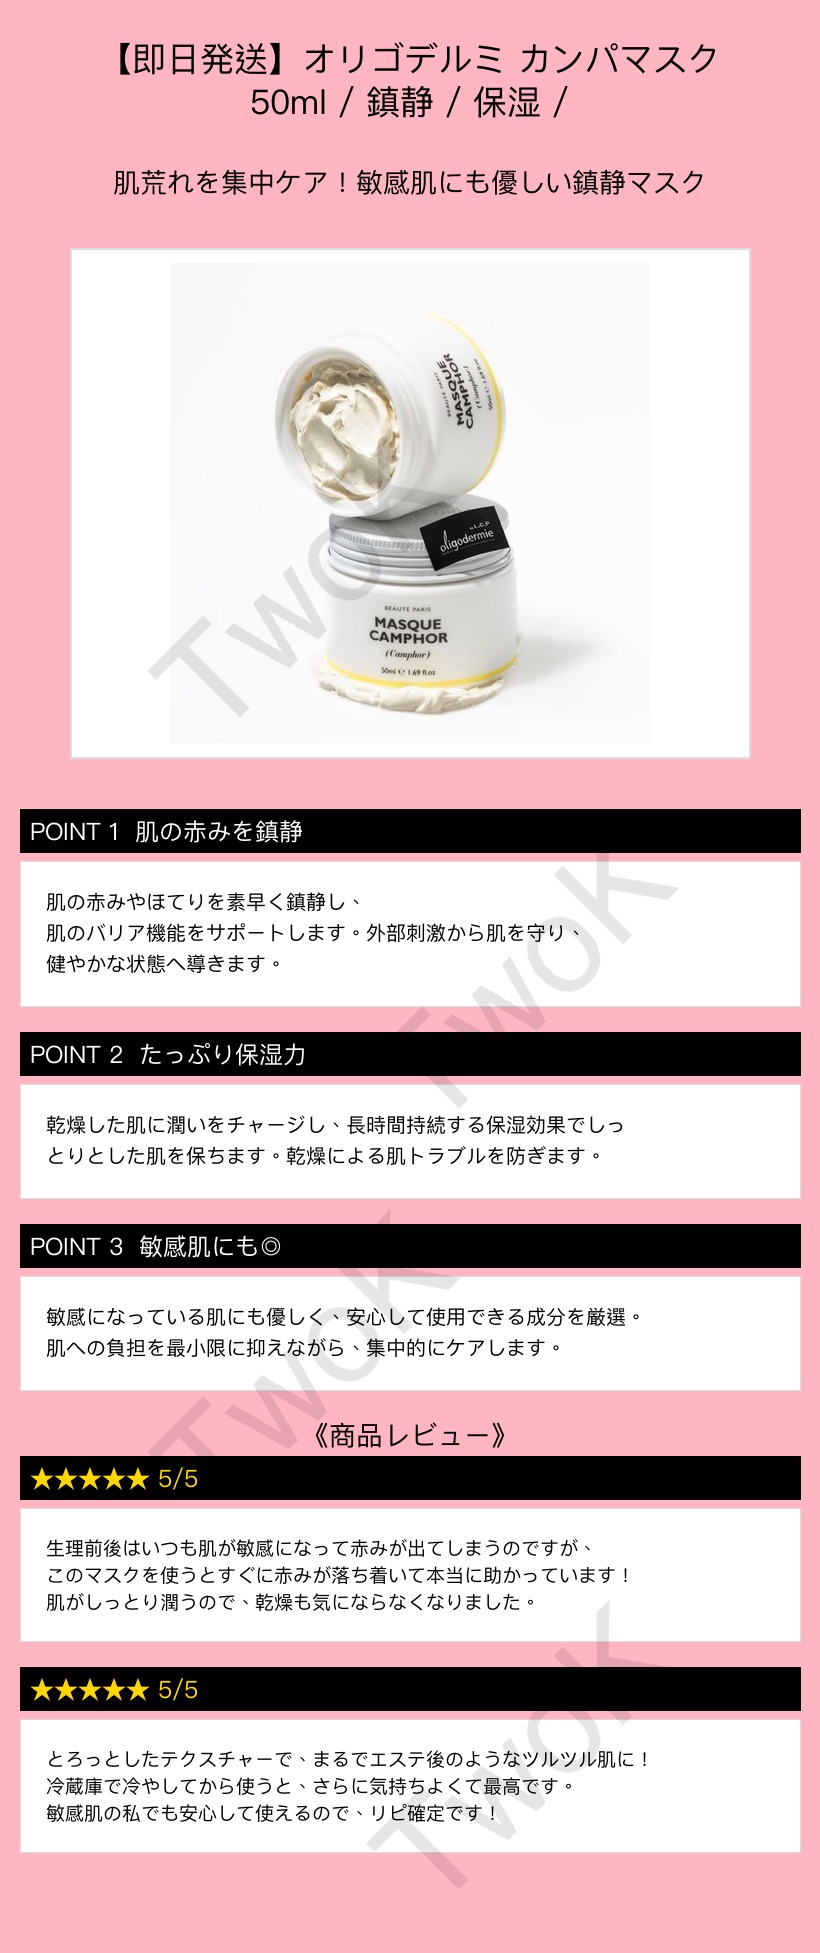 【即日発送】オリゴデルミ カンパマスク
50ml / 鎮静 / 保湿 /
肌荒れを集中ケア！敏感肌にも優しい鎮静マスク
BEAUTÉ PARIS
MASQUE
CAMPHOR
(Camphor)
50ml ℮ 1.69 fl.oz
by L.C.P
oligodermie
PARIS
BEAUTÉ PARIS
MASQUE
CAMPHOR
(Camphor)
50ml ℮ 1.69 fl.oz
TwoK
POINT 1 肌の赤みを鎮静
肌の赤みやほてりを素早く鎮静し、
肌のバリア機能をサポートします。外部刺激から肌を守り、
健やかな状態へ導きます。
TwoK
POINT 2 たっぷり保湿力
乾燥した肌に潤いをチャージし、長時間持続する保湿効果でしっ
とりとした肌を保ちます。乾燥による肌トラブルを防ぎます。
POINT 3 敏感肌にも◎
敏感になっている肌にも優しく、安心して使用できる成分を厳選。
肌への負担を最小限に抑えながら、集中的にケアします。
TwoK
《商品レビュー》
★★★★★ 5/5
生理前後はいつも肌が敏感になって赤みが出てしまうのですが、
このマスクを使うとすぐに赤みが落ち着いて本当に助かっています！
肌がしっとり潤うので、乾燥も気にならなくなりました。
★★★★★ 5/5
とろっとしたテクスチャーで、まるでエステ後のようなツルツル肌に！
冷蔵庫で冷やしてから使うと、さらに気持ちよくて最高です。
敏感肌の私でも安心して使えるので、リピ確定です！
TwoK